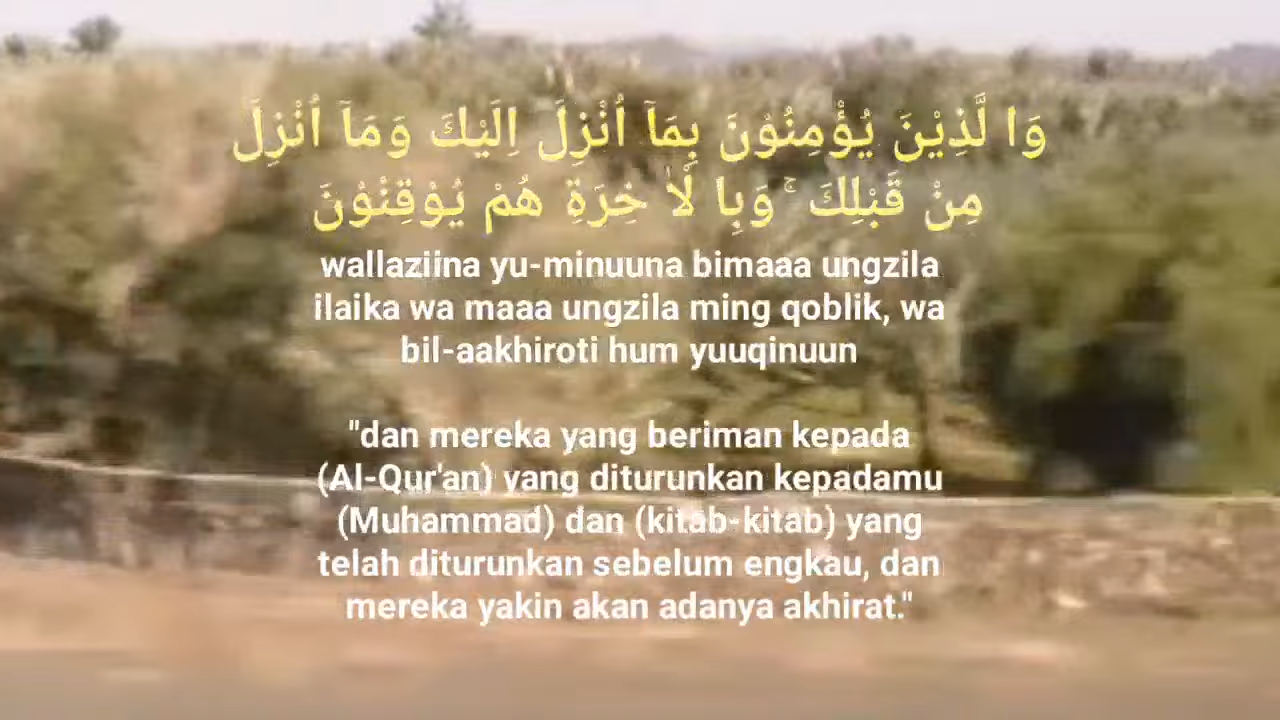 وَا لَّذِيْنَ يُؤْمِنُوْنَ بِمَاۤ اُنْزِلَ اِلَيْكَ وَمَاۤ اُنْزِلَ
مِنْ قَبْلِكَ ۚ وَبِا لْاٰ خِرَةِ هُمْ يُوْقِنُوْنَ
wallaziina yu-minuuna bimaaa ungzila
ilaika wa maaa ungzila ming qoblik, wa
bil-aakhiroti hum yuuqinuun
"dan mereka yang beriman kepada
(Al-Qur'an) yang diturunkan kepadamu
(Muhammad) dan (kitab-kitab) yang
telah diturunkan sebelum engkau, dan
mereka yakin akan adanya akhirat."